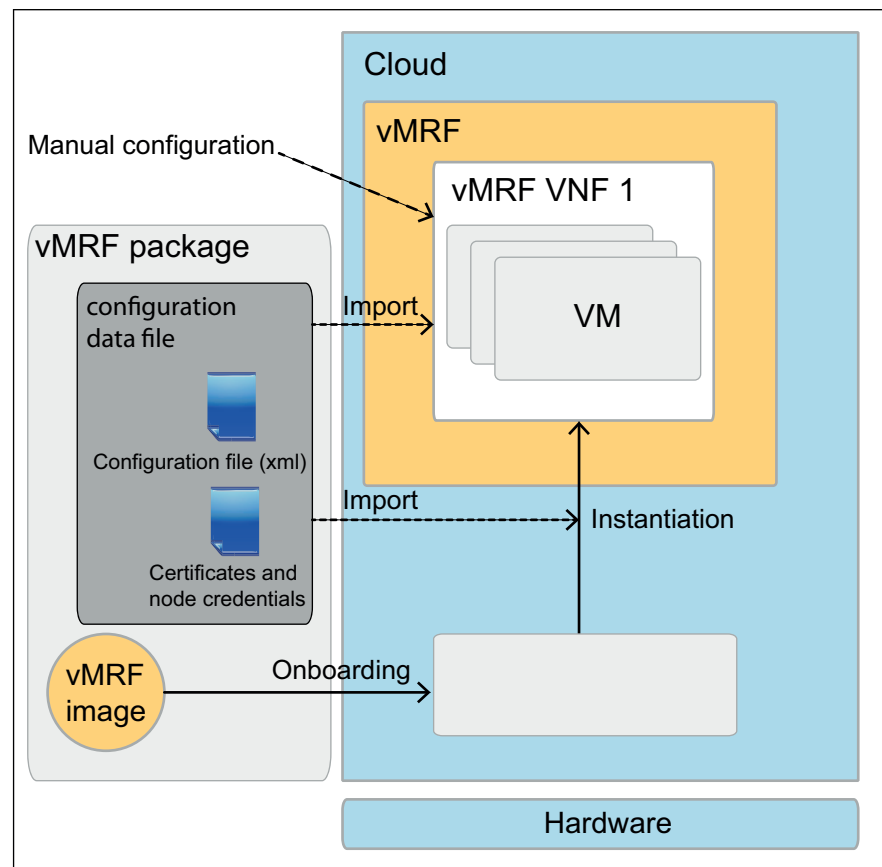 Cloud
vMRF
Manual configuration
vMRF VNF 1
vMRF package
configuration
data file
Import
VM
Configuration file (xml)
Import
Instantiation
Certificates and
node credentials
Onboarding
vMRF
image
Hardware